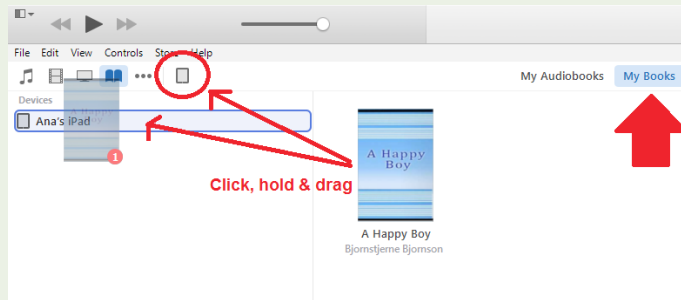 File Edit View Controls Store Help
My Audiobooks My Books
Devices
Ana's iPad
1
Click, hold & drag
A Happy
Boy
A Happy Boy
Bjornstjerne Bjornson